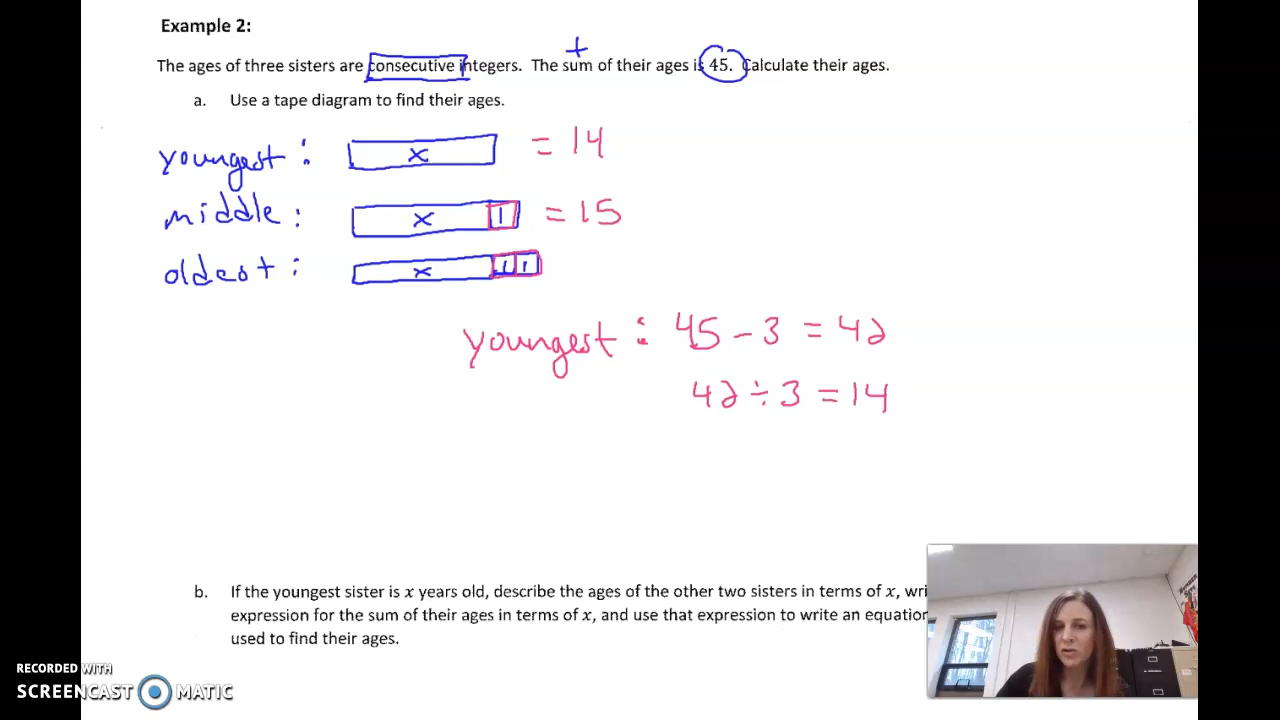 Example 2:
+
The ages of three sisters are consecutive integers. The sum of their ages is 45. Calculate their ages.
a. Use a tape diagram to find their ages.
youngest : x = 14
middle : x 1 = 15
oldest : x 1 1
youngest : 45 - 3 = 42
42 ÷ 3 = 14
b. If the youngest sister is x years old, describe the ages of the other two sisters in terms of x, wri
expression for the sum of their ages in terms of x, and use that expression to write an equation
used to find their ages.
RECORDED WITH
SCREENCAST MATIC